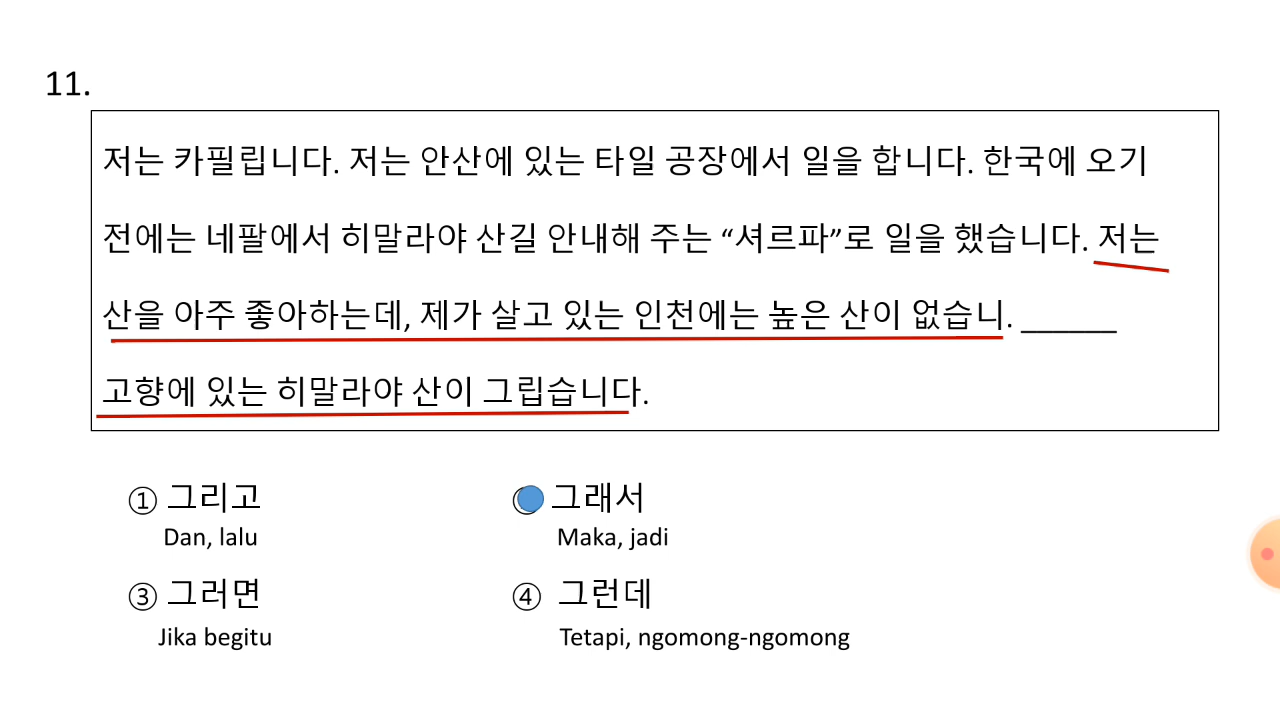 11.
저는 카필립니다. 저는 안산에 있는 타일 공장에서 일을 합니다. 한국에 오기
전에는 네팔에서 히말라야 산길 안내해 주는 “셔르파”로 일을 했습니다. 저는
산을 아주 좋아하는데, 제가 살고 있는 인천에는 높은 산이 없습니. ______
고향에 있는 히말라야 산이 그립습니다.
① 그리고 그래서
Dan, lalu Maka, jadi
③ 그러면 ④ 그런데
Jika begitu Tetapi, ngomong-ngomong